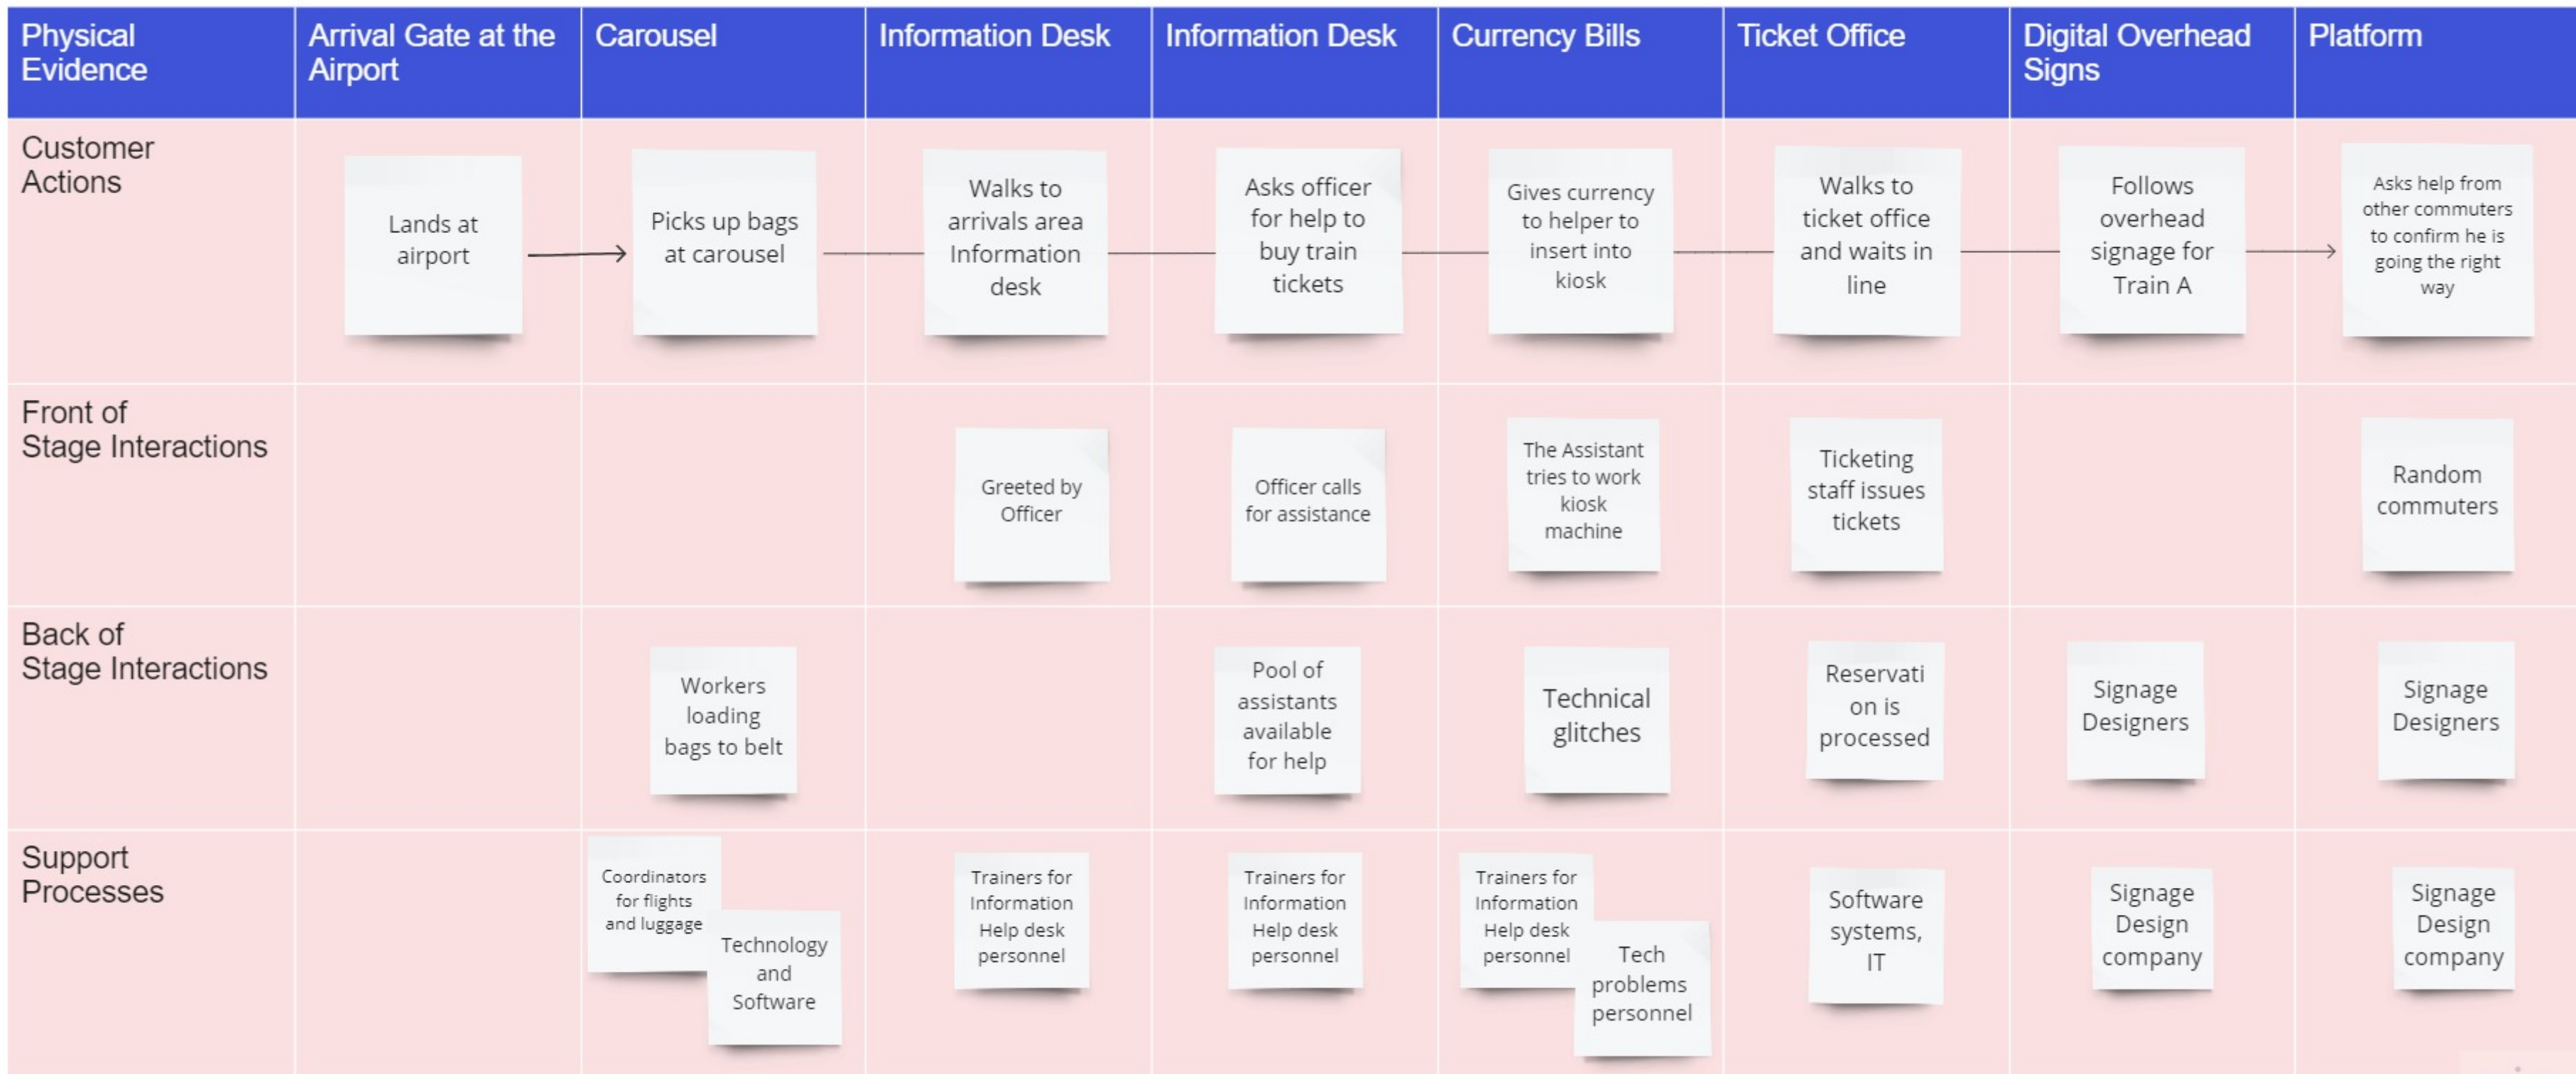 Physical
Evidence
Arrival Gate at the
Airport
Carousel
Information Desk
Information Desk
Currency Bills
Ticket Office
Digital Overhead
Signs
Platform
Customer
Actions
Lands at
airport
Picks up bags
at carousel
Walks to
arrivals area
Information
desk
Asks officer
for help to
buy train
tickets
Gives currency
to helper to
insert into
kiosk
Walks to
ticket office
and waits in
line
Follows
overhead
signage for
Train A
Asks help from
other commuters
to confirm he is
going the right
way
Front of
Stage Interactions
Greeted by
Officer
Officer calls
for assistance
The Assistant
tries to work
kiosk
machine
Ticketing
staff issues
tickets
Random
commuters
Back of
Stage Interactions
Workers
loading
bags to belt
Pool of
assistants
available
for help
Technical
glitches
Reservati
on is
processed
Signage
Designers
Signage
Designers
Support
Processes
Coordinators
for flights
and luggage
Technology
and
Software
Trainers for
Information
Help desk
personnel
Trainers for
Information
Help desk
personnel
Trainers for
Information
Help desk
personnel
Tech
problems
personnel
Software
systems,
IT
Signage
Design
company
Signage
Design
company